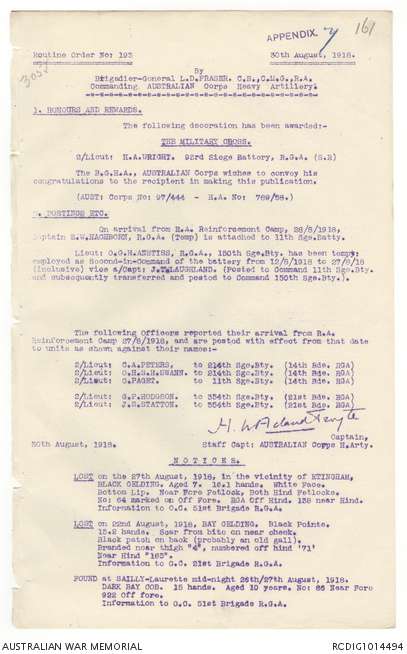 APPENDIX. 7 161
Routine Order No: 193 30th August, 1918.
3058
By
Brigadier-General L.D.FRASER. C.B.,C.M.G.,R.A.
Commanding AUSTRALIAN Corps Heavy Artillery.
1. HONOURS AND REWARDS.
The following decoration has been awarded:-
THE MILITARY CROSS.
2/Lieut: H.A.WRIGHT. 92rd Siege Battery, R.G.A. (S.R)
The B.G.H.A., AUSTRALIAN Corps wishes to convey his
congratulations to the recipient in making this publication.
(AUST: Corps No: 97/444 - H.A. No: 789/58.)
2. POSTINGS ETC.
On arrival from R.A. Reinforcement Camp, 28/8/1918,
Captain E.W.HAGHBORN, R.G.A. (Temp) is attached to 11th Sge.Batty.
Lieut: O.G.H.ANSTISS, R.G.A., 150th Sge.Bty. has been tempy:
employed as Second-in-Command of the battery from 12/8/1918 to 27/8/18
(inclusive) vice a/Capt: J.T.LAUGHLAND. (Posted to Command 11th Sge.Bty.
and subsequently transferred and posted to Command 150th Sge.Bty.).
The following Officers reported their arrival from R.A.
Reinforcement Camp 27/8/1918, and are posted with effect from that date
to units as shown against their names:-
2/Lieut: C.A.PETERS, to 214th Sge.Bty. (14th Bde. RGA)
2/Lieut: O.H.S.H.SWANN. to 214th Sge.Bty. (14th Bde. RGA)
2/Lieut: O.PAGET. to 11th Sge.Bty. (14th Bde. RGA)
2/Lieut: G.F.HODGSON. to 354th Sge.Bty. (21st Bde. RGA)
2/Lieut: J.S.STATTON. to 354th Sge.Bty. (21st Bde. RGA)
Captain,
30th August, 1918. Staff Capt: AUSTRALIAN Corps H.Arty.
NOTICES.
LOST on the 27th August, 1918, in the vicinity of ETINGHAM,
BLACK GELDING. Aged 7. 16.1 hands. White Face.
Bottom Lip. Near Fore Fetlock, Both Hind Fetlocks.
No: 64 marked on Off Fore. RGA Off Hind. 138 near Hind.
Information to O.C. 51st Brigade R.G.A.
LOST on 22nd August, 1918, BAY GELDING. Black Points.
15.2 hands. Scar from bite on near cheek.
Black patch on back (probably an old gall).
Branded near thigh "4", numbered off hind '71'
Near Hind "165".
Information to O.C. 21st Brigade R.G.A.
FOUND at SAILLY-Laurette mid-night 26th/27th August, 1918.
DARK BAY COB. 15 hands. Aged 10 years. No: 66 Near Fore
922 Off fore.
Information to O.C. 51st Brigade R.G.A.
AUSTRALIAN WAR MEMORIAL RCDIG1014494